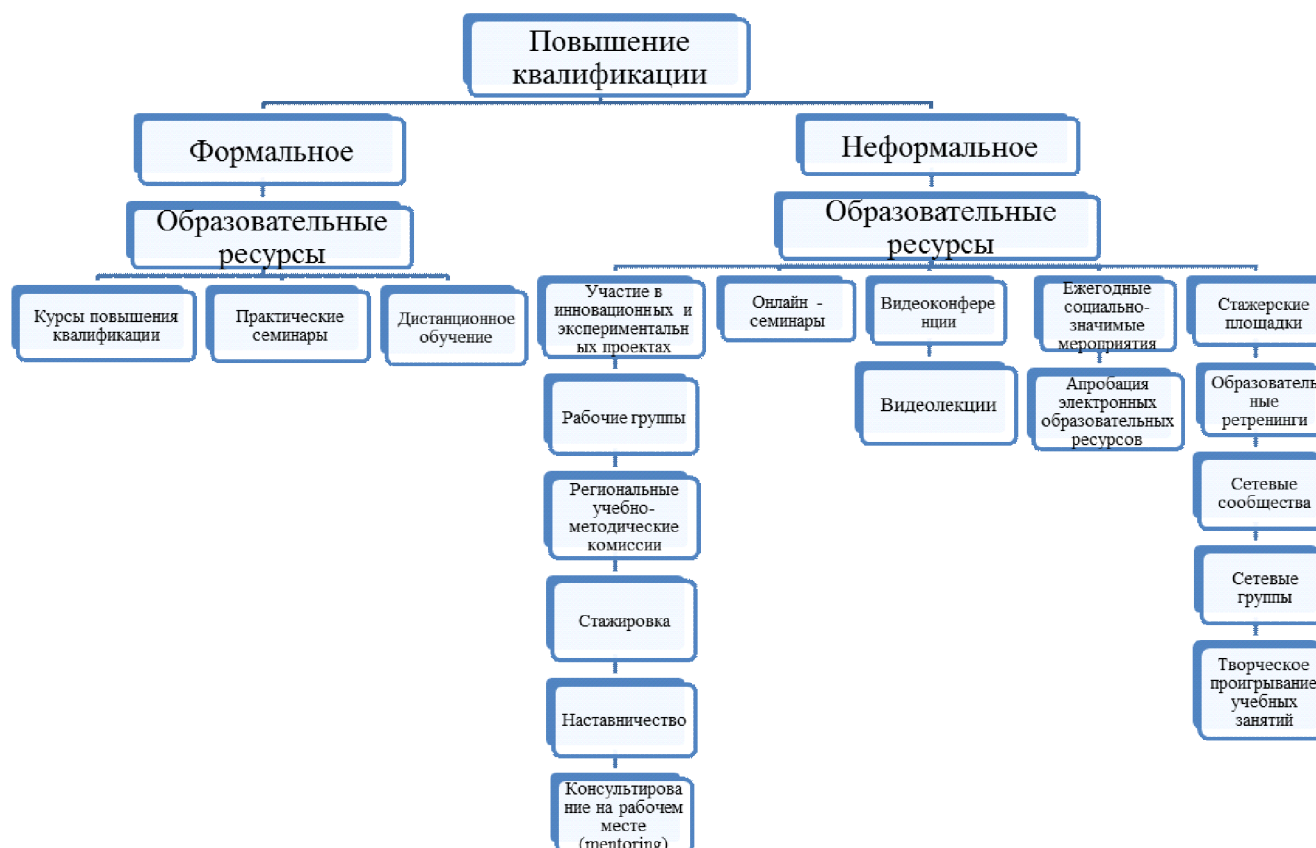 Повышение
квалификации
Формальное
Неформальное
Образовательные
ресурсы
Образовательные
ресурсы
Курсы повышения
квалификации
Практические
семинары
Дистанционное
обучение
Участие в
инновационных и
экспериментальн
ых проектах
Онлайн -
семинары
Видеоконфере
нции
Ежегодные
социально-
значимые
мероприятия
Стажерские
площадки
Рабочие группы
Видеолекции
Апробация
электронных
образовательных
ресурсов
Образователь
ные
ретренинги
Региональные
учебно-
методические
комиссии
Сетевые
сообщества
Стажировка
Сетевые
группы
Наставничество
Творческое
проигрывание
учебных
занятий
Консультирова
ние на рабочем
месте
(mentoring)